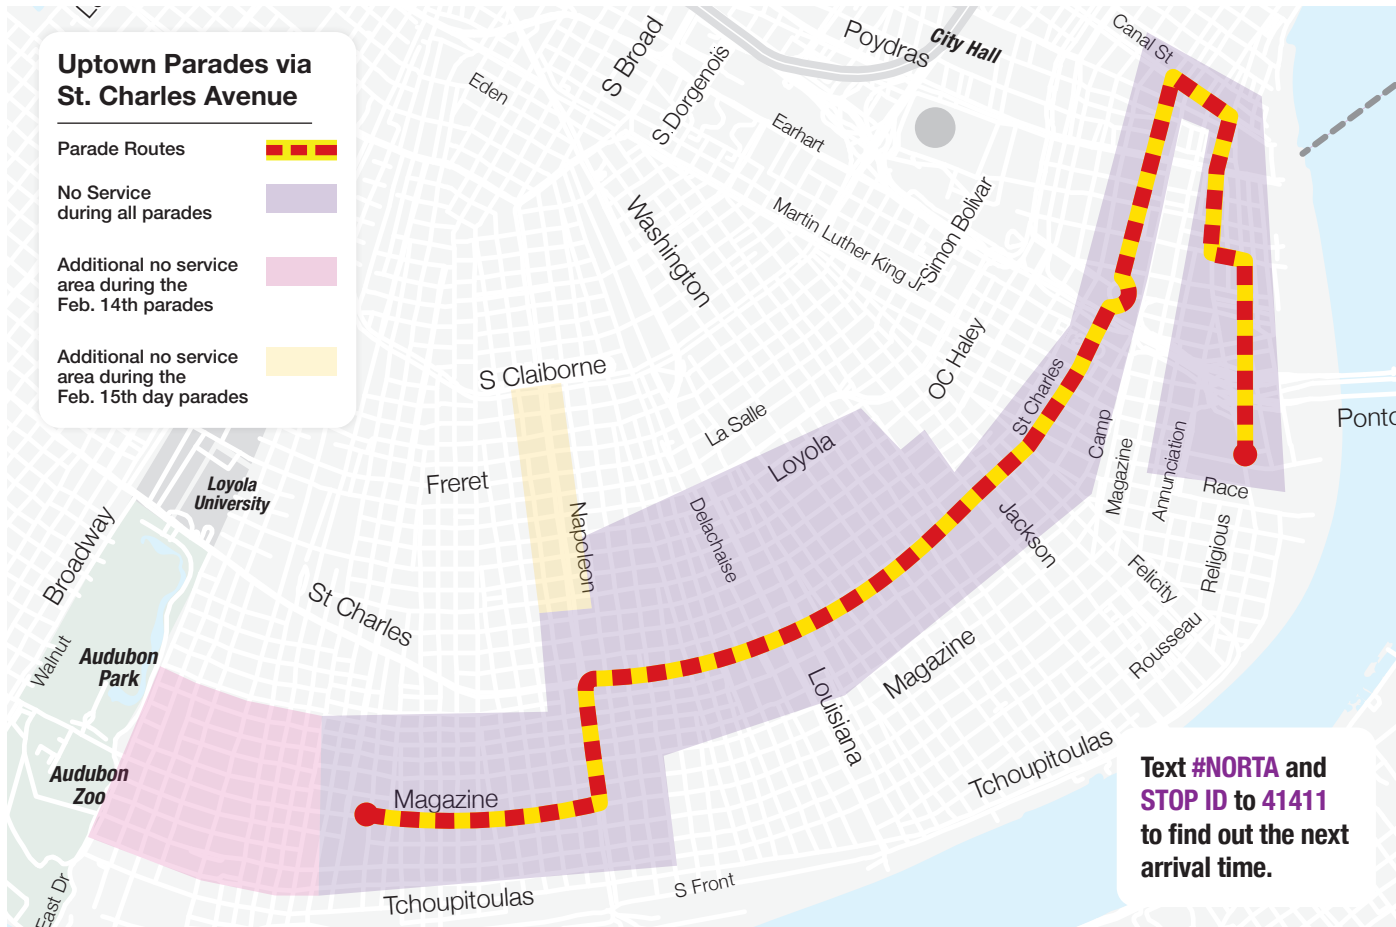 Uptown Parades via
St. Charles Avenue
Parade Routes
No Service
during all parades
Additional no service
area during the
Feb. 14th parades
Additional no service
area during the
Feb. 15th day parades
Eden
S Broad
S.Dorgenois
Poydras
City Hall
Canal St
Earhart
Washington
Martin Luther King Jr
Simon Bolivar
OC Haley
S Claiborne
La Salle
Loyola
St Charles
Camp
Magazine
Annunciation
Race
Religious
Felicity
Rousseau
Jackson
Freret
Napoleon
Delachaise
Loyola
University
Broadway
Walnut
Audubon
Park
Audubon
Zoo
East Dr
St Charles
Magazine
Louisiana
Magazine
Tchoupitoulas
Tchoupitoulas
S Front
Text #NORTA and
STOP ID to 41411
to find out the next
arrival time.